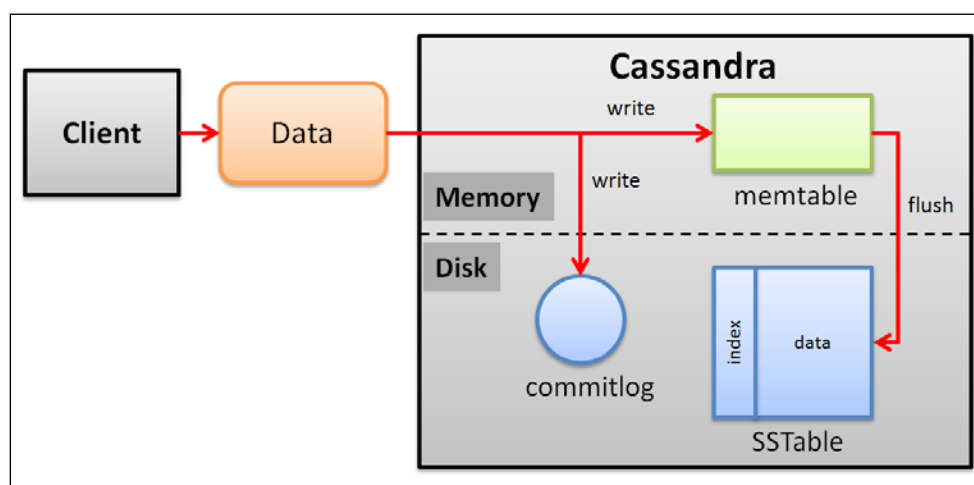 Cassandra
Client
Data
write
write
memtable
flush
Memory
Disk
commitlog
index
data
SSTable